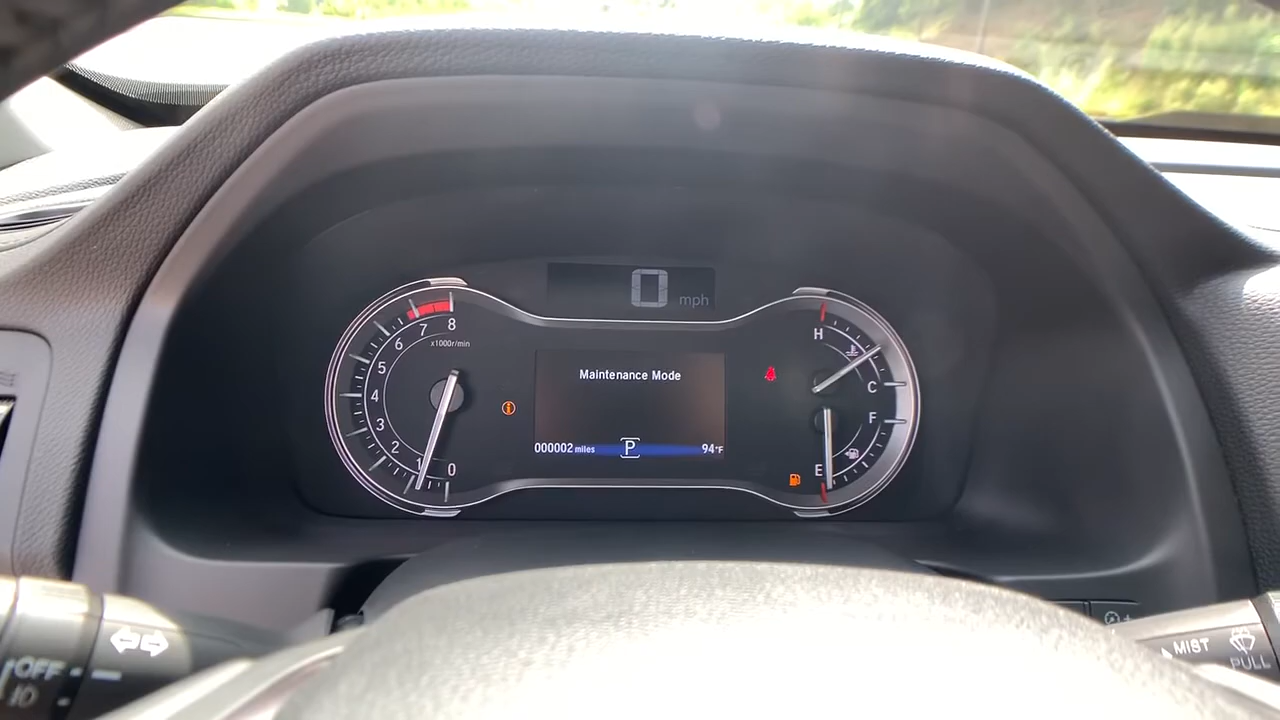 0 mph
8
7
6
5
4
3
2
1
0
x1000r/min
Maintenance Mode
000002 miles P 94°F
H
C
F
E
OFF
MIST
PULL